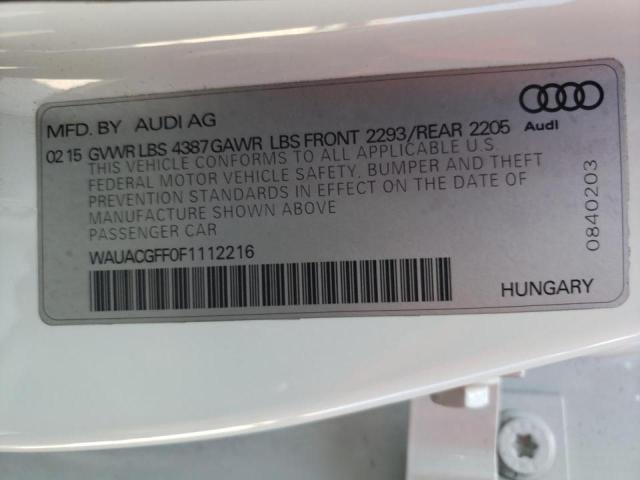 MFD. BY AUDI AG
Audi
02 15 GVWR LBS 4387 GAWR LBS FRONT 2293/REAR 2205
THIS VEHICLE CONFORMS TO ALL APPLICABLE U.S.
FEDERAL MOTOR VEHICLE SAFETY, BUMPER AND THEFT
PREVENTION STANDARDS IN EFFECT ON THE DATE OF
MANUFACTURE SHOWN ABOVE
PASSENGER CAR
WAUACGFF0F1112216
HUNGARY
0840203